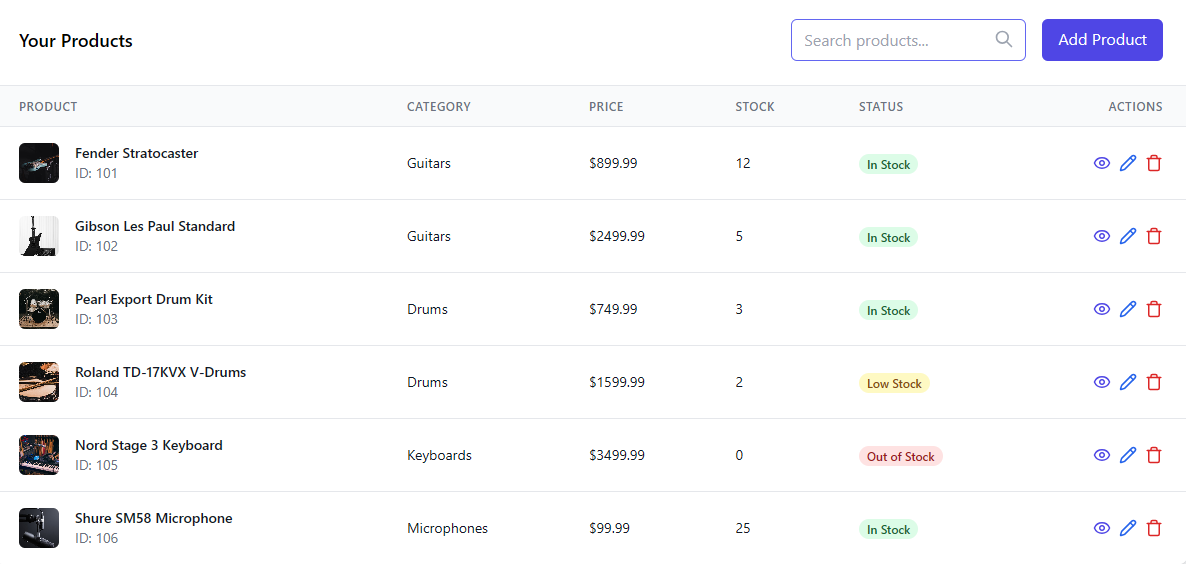 Your Products
Search products...
Add Product
PRODUCT CATEGORY PRICE STOCK STATUS ACTIONS
Fender Stratocaster
ID: 101
Guitars $899.99 12 In Stock
Gibson Les Paul Standard
ID: 102
Guitars $2499.99 5 In Stock
Pearl Export Drum Kit
ID: 103
Drums $749.99 3 In Stock
Roland TD-17KVX V-Drums
ID: 104
Drums $1599.99 2 Low Stock
Nord Stage 3 Keyboard
ID: 105
Keyboards $3499.99 0 Out of Stock
Shure SM58 Microphone
ID: 106
Microphones $99.99 25 In Stock